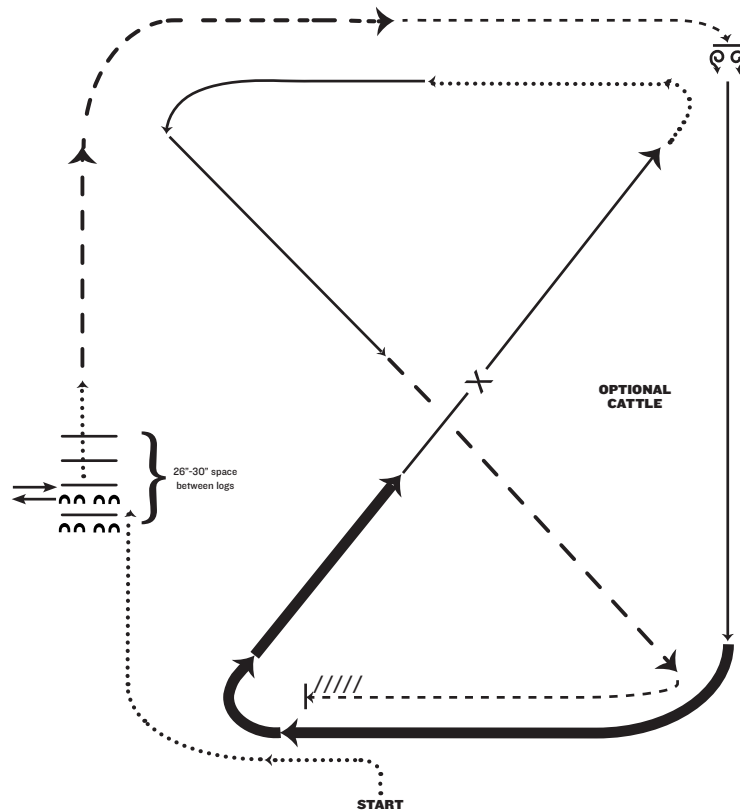 OPTIONAL
CATTLE
26"-30" space
between logs
START